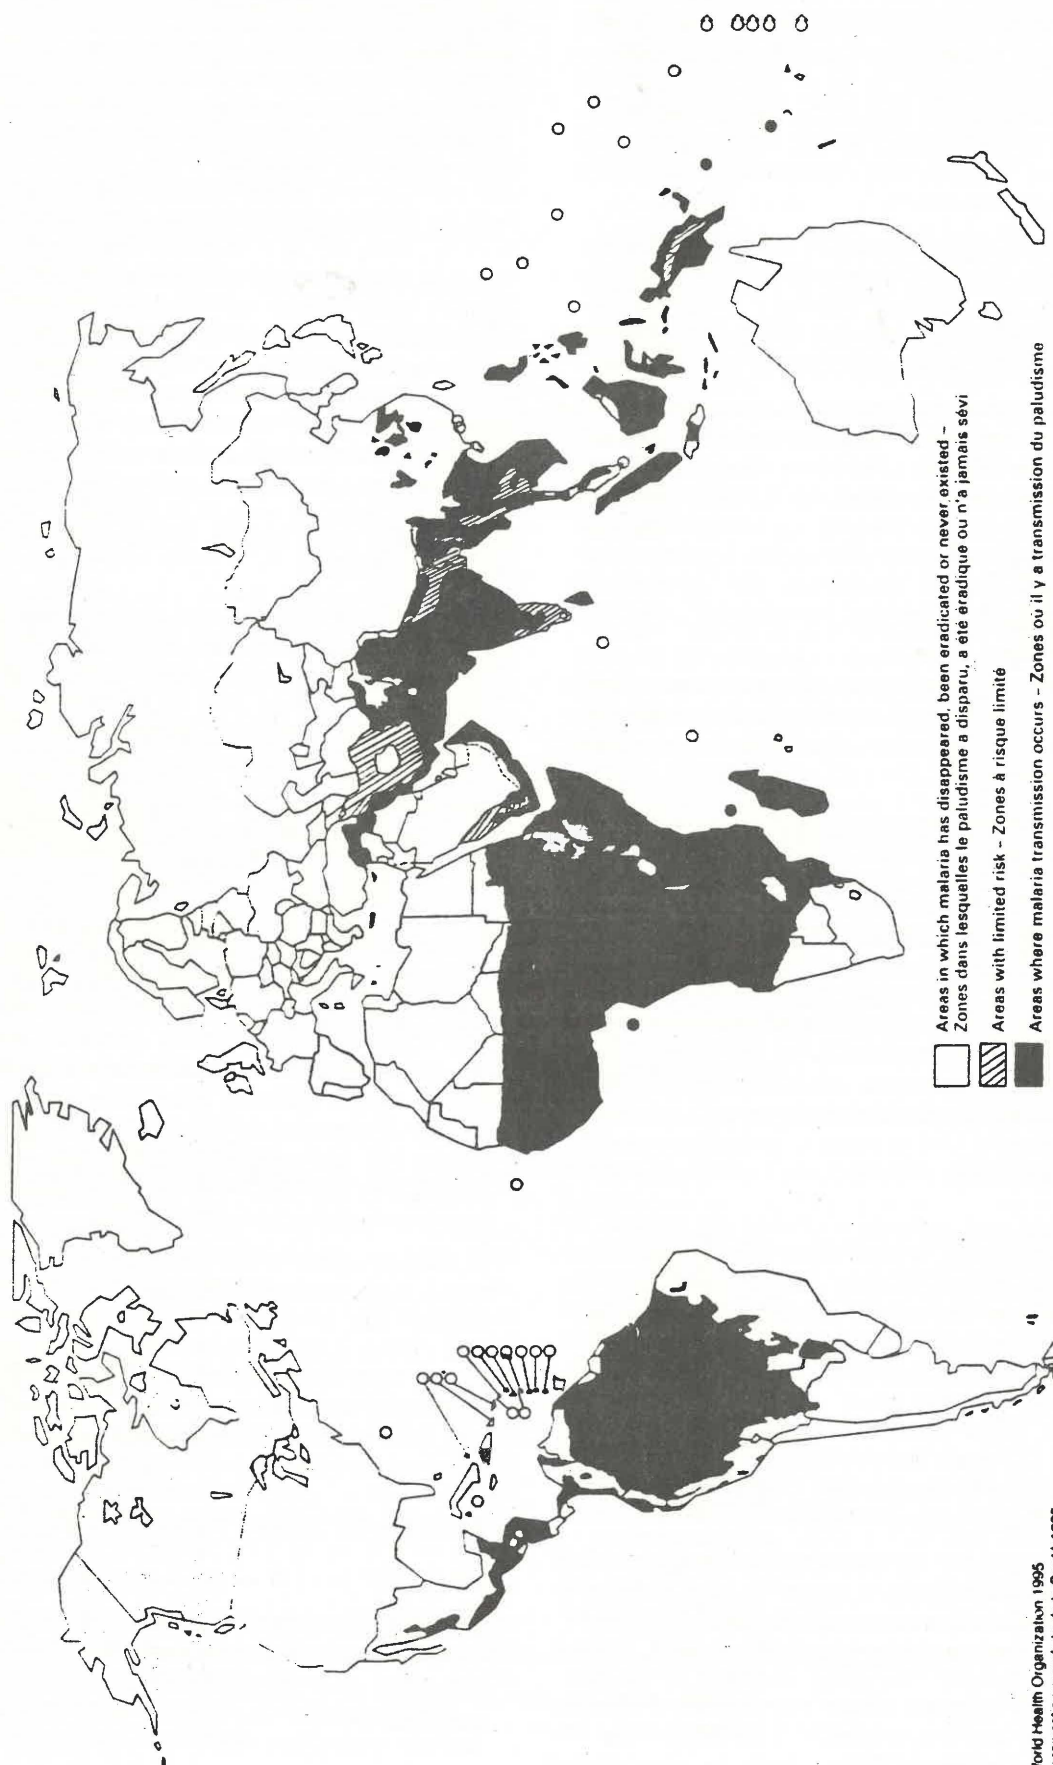 Areas in which malaria has disappeared, been eradicated or never existed –
Zones dans lesquelles le paludisme a disparu, a été éradiqué ou n'a jamais sévi
Areas with limited risk – Zones à risque limité
Areas where malaria transmission occurs – Zones où il y a transmission du paludisme
World Health Organization 1995
1995